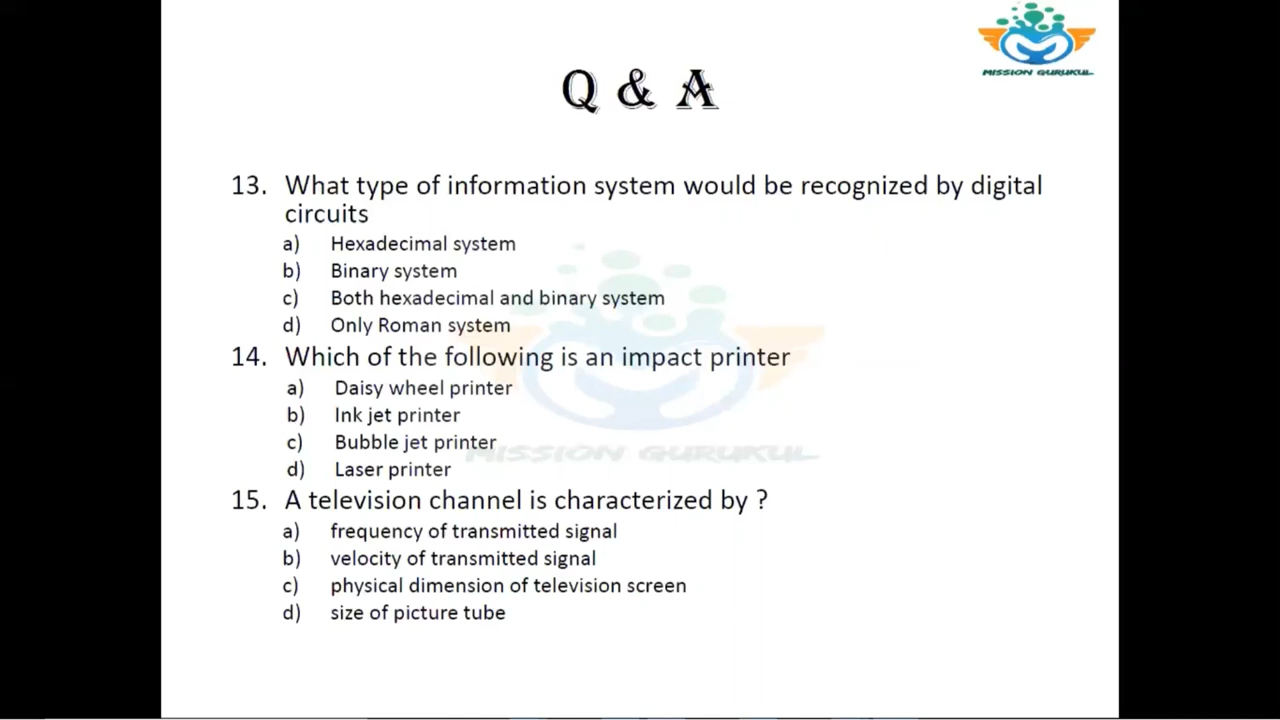 MISSION GURUKUL
Q & A
13. What type of information system would be recognized by digital
circuits
a) Hexadecimal system
b) Binary system
c) Both hexadecimal and binary system
d) Only Roman system
14. Which of the following is an impact printer
a) Daisy wheel printer
b) Ink jet printer
c) Bubble jet printer
d) Laser printer
MISSION GURUKUL
15. A television channel is characterized by ?
a) frequency of transmitted signal
b) velocity of transmitted signal
c) physical dimension of television screen
d) size of picture tube